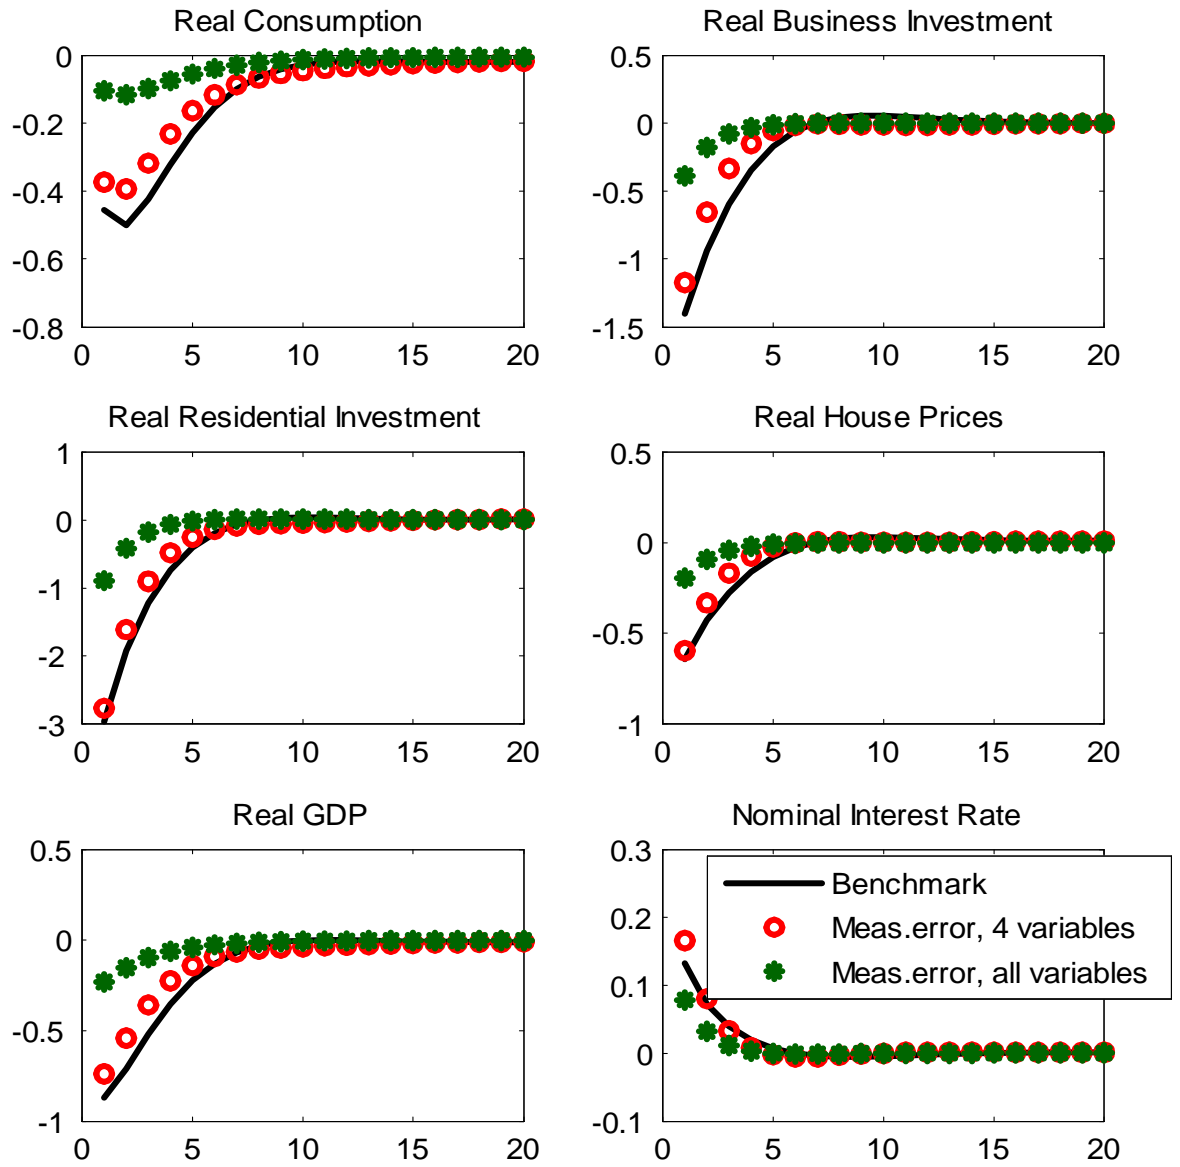 Real Consumption
0
-0.2
-0.4
-0.6
-0.8
0 5 10 15 20
Real Business Investment
0.5
0
-0.5
-1
-1.5
0 5 10 15 20
Real Residential Investment
1
0
-1
-2
-3
0 5 10 15 20
Real House Prices
0.5
0
-0.5
-1
0 5 10 15 20
Real GDP
0.5
0
-0.5
-1
0 5 10 15 20
Nominal Interest Rate
0.3
0.2
0.1
0
-0.1
0 5 10 15 20
Benchmark
Meas.error, 4 variables
Meas.error, all variables